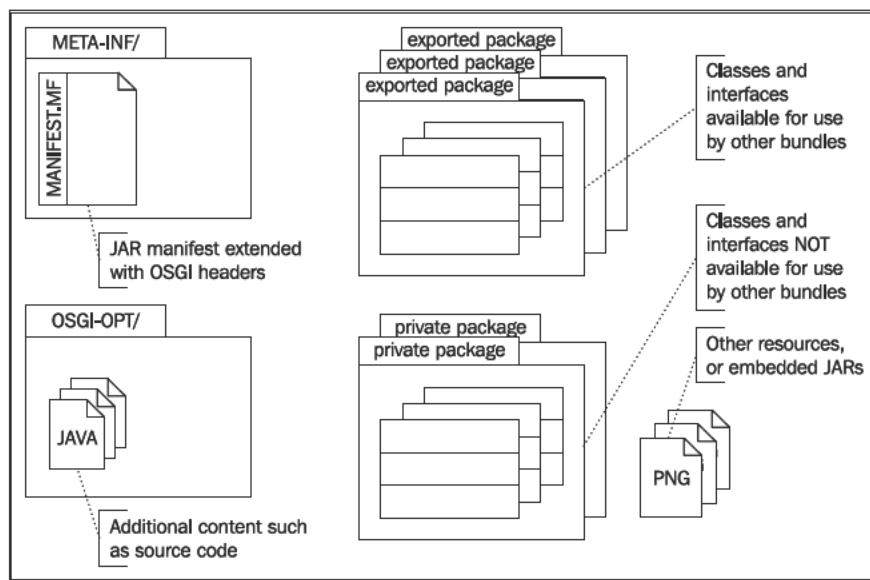 META-INF/
MANIFEST.MF
JAR manifest extended
with OSGI headers
exported package
exported package
exported package
Classes and
interfaces
available for use
by other bundles
Classes and
interfaces NOT
available for use
by other bundles
OSGI-OPT/
JAVA
Additional content such
as source code
private package
private package
Other resources,
or embedded JARs
PNG